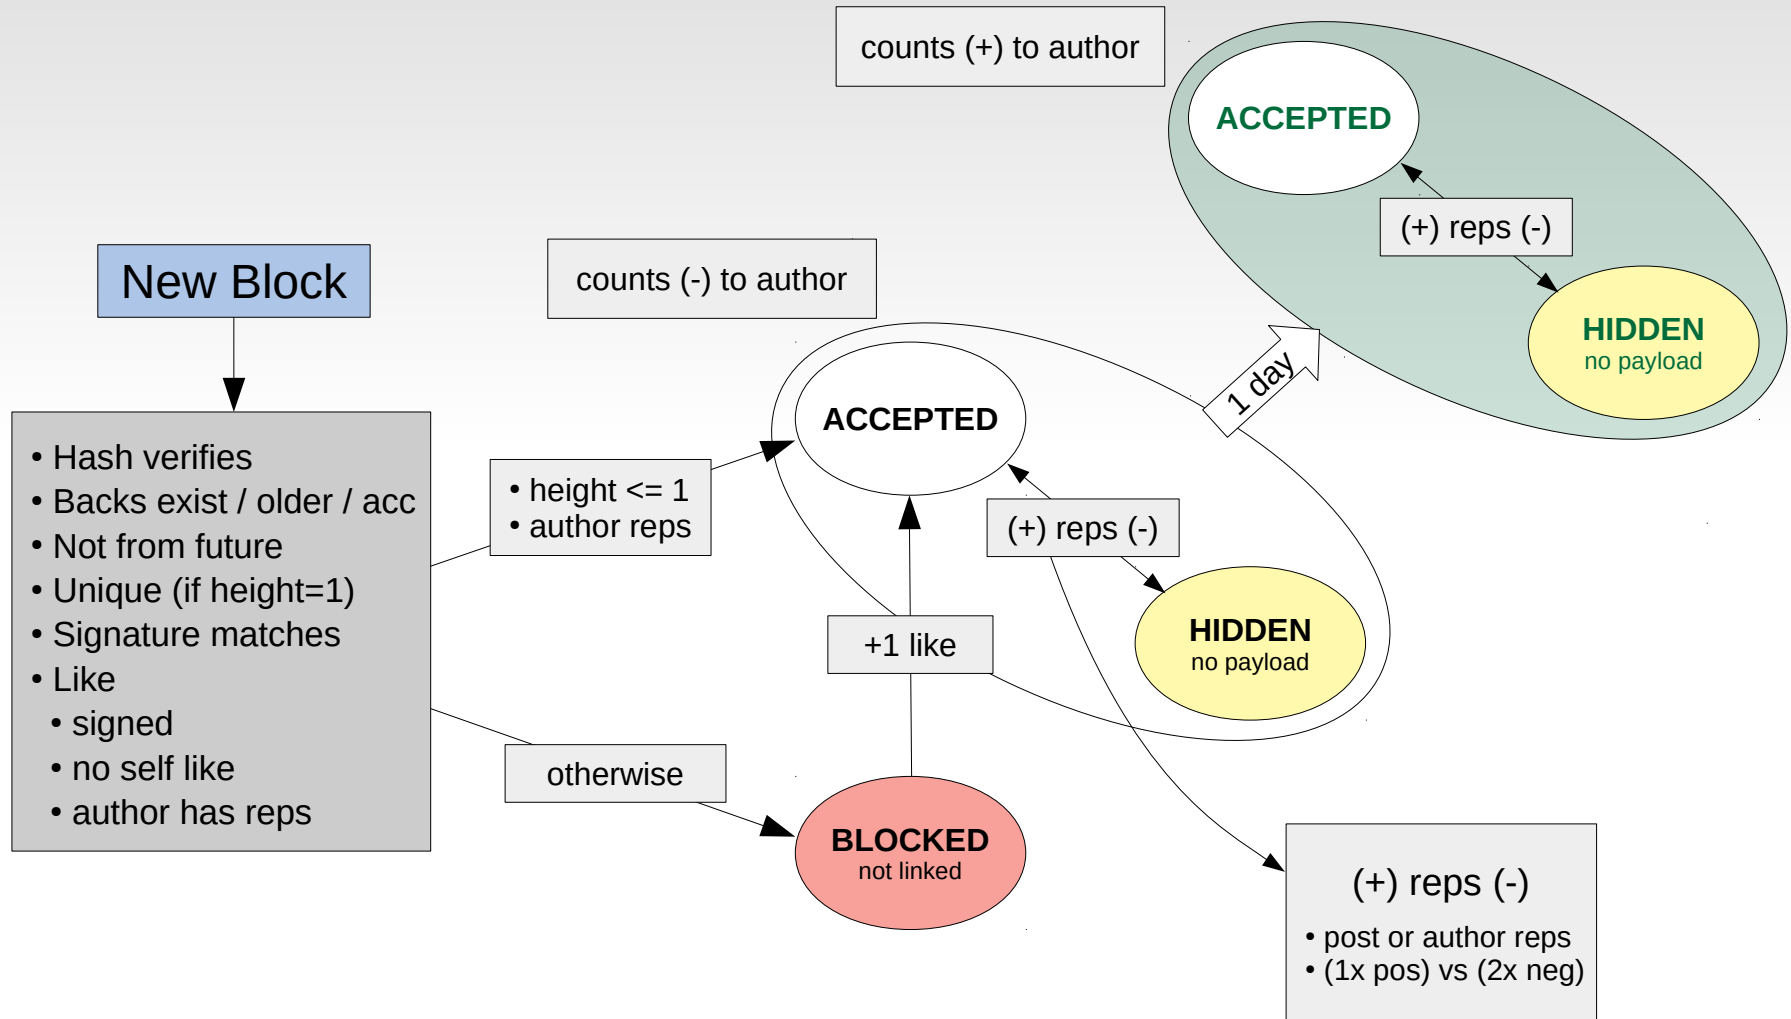 counts (+) to author
ACCEPTED
(+) reps (-)
HIDDEN
no payload
New Block
counts (-) to author
1 day
• Hash verifies
• Backs exist / older / acc
• Not from future
• Unique (if height=1)
• Signature matches
• Like
• signed
• no self like
• author has reps
• height <= 1
• author reps
ACCEPTED
(+) reps (-)
HIDDEN
no payload
+1 like
otherwise
BLOCKED
not linked
(+) reps (-)
• post or author reps
• (1x pos) vs (2x neg)